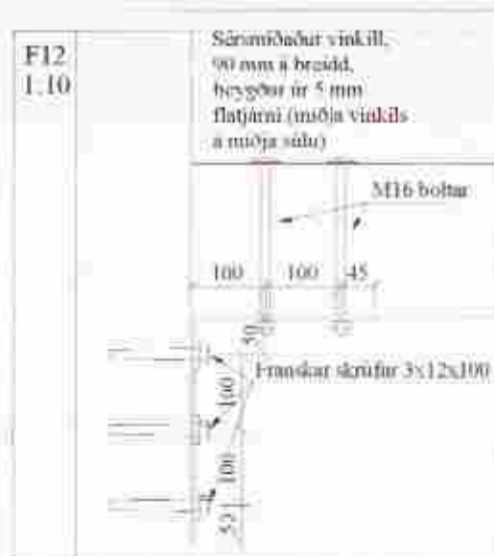 F12
1.10
Sérsmíðaður vinkill,
90 mm á breidd,
beygður úr 5 mm
flatjárni (miðja vinkils
á miðja súlu)
M16 boltar
100 100 45
50
Franskar skrúfur 3x12x100
100
100
50